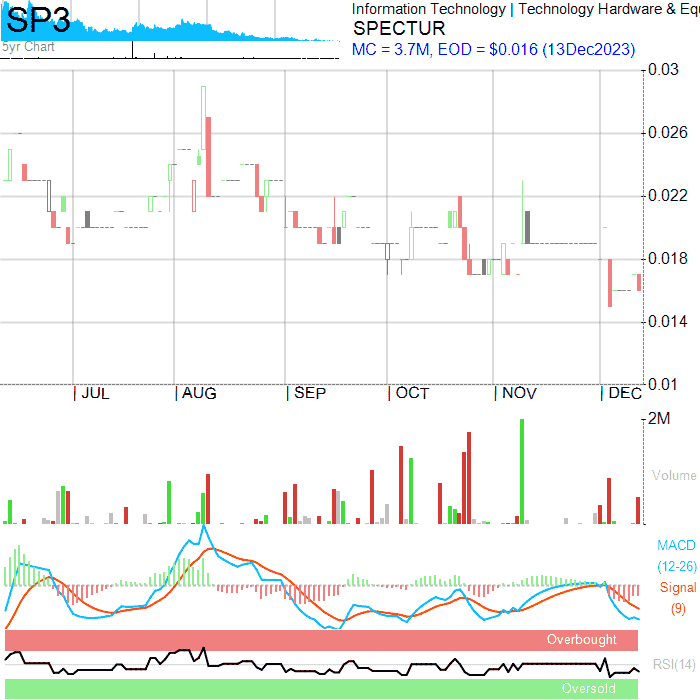 SP3
5yr Chart
Information Technology | Technology Hardware & Equ
SPECTUR
MC = 3.7M, EOD = $0.016 (13Dec2023)
0.03
0.026
0.022
0.018
0.014
0.01
JUL
AUG
SEP
OCT
NOV
DEC
2M
Volume
MACD
(12-26)
Signal
(9)
Overbought
RSI(14)
Oversold